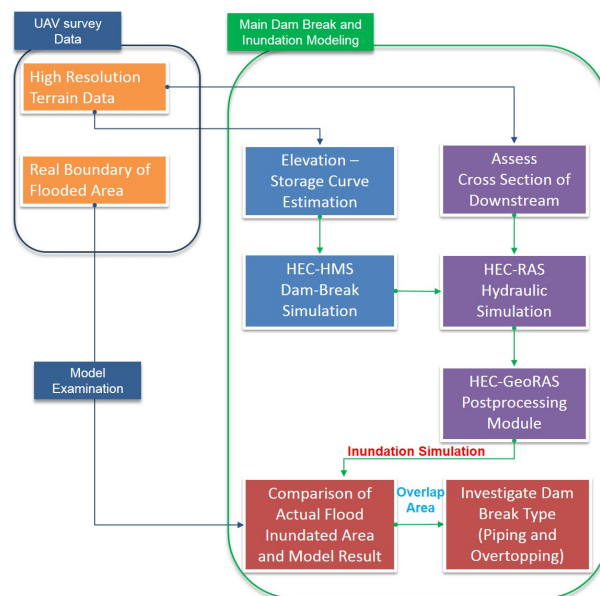 UAV survey
Data
Main Dam Break and
Inundation Modeling
High Resolution
Terrain Data
Real Boundary of
Flooded Area
Elevation –
Storage Curve
Estimation
Assess
Cross Section of
Downstream
HEC-HMS
Dam-Break
Simulation
HEC-RAS
Hydraulic
Simulation
Model
Examination
HEC-GeoRAS
Postprocessing
Module
Inundation Simulation
Comparison of
Actual Flood
Inundated Area
and Model Result
Overlap
Area
Investigate Dam
Break Type
(Piping and
Overtopping)